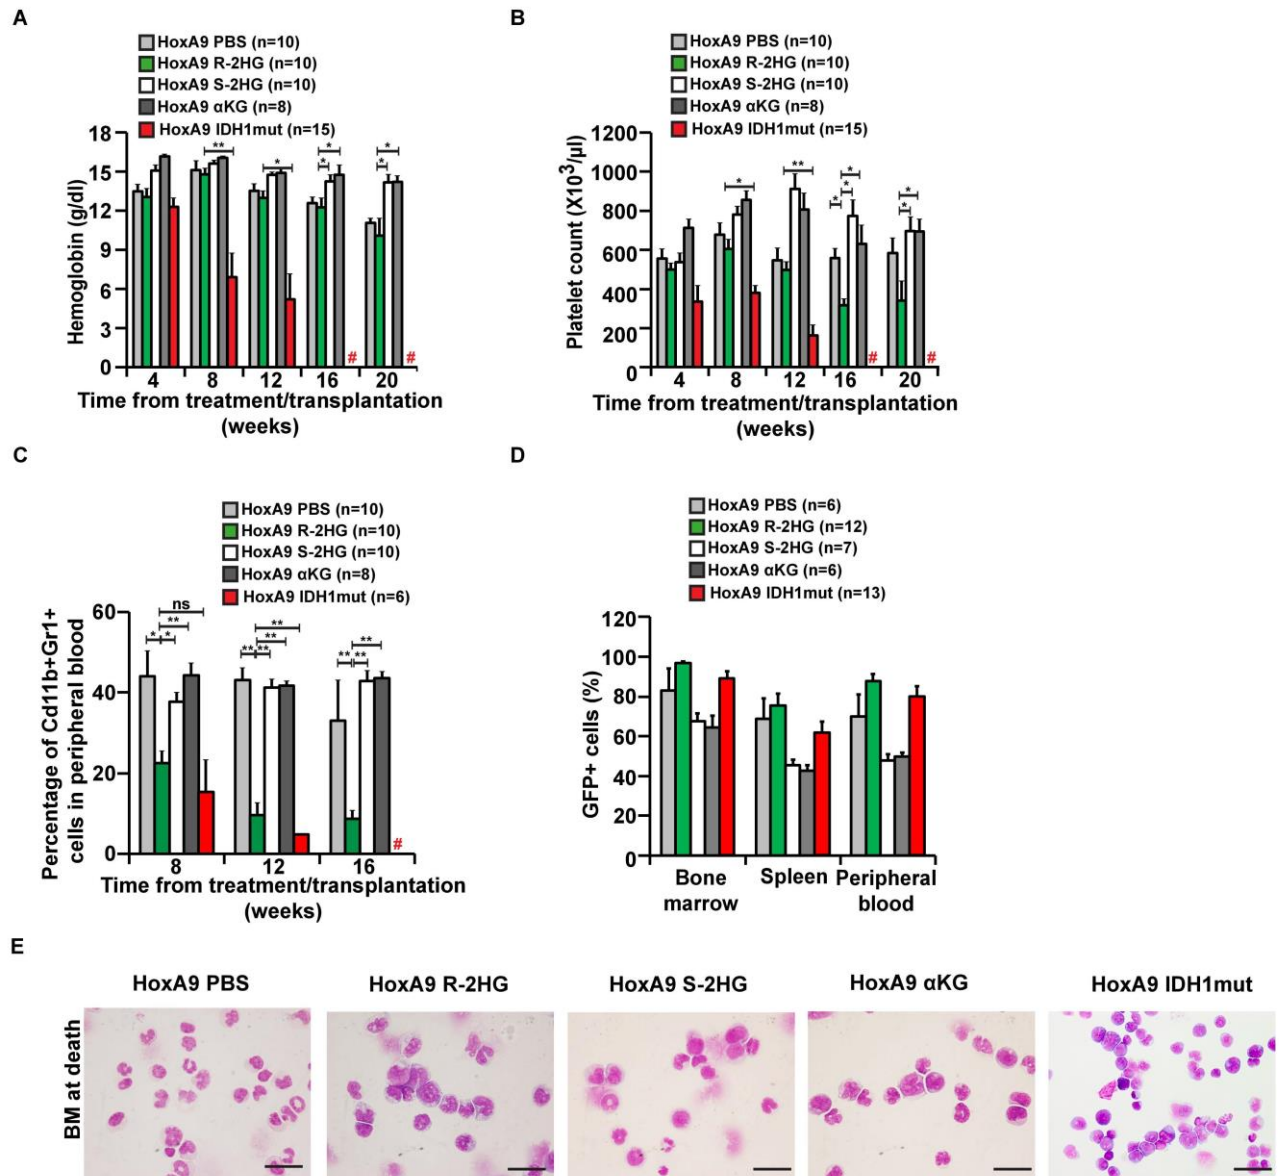 A
HoxA9 PBS (n=10)
HoxA9 R-2HG (n=10)
HoxA9 S-2HG (n=10)
HoxA9 αKG (n=8)
HoxA9 IDH1mut (n=15)
Hemoglobin (g/dl)
18
15
12
9
6
3
0
** * * * * *
# #
4 8 12 16 20
Time from treatment/transplantation
(weeks)
B
HoxA9 PBS (n=10)
HoxA9 R-2HG (n=10)
HoxA9 S-2HG (n=10)
HoxA9 αKG (n=8)
HoxA9 IDH1mut (n=15)
Platelet count (X10³/µl)
1200
1000
800
600
400
200
0
* ** * * * * *
# #
4 8 12 16 20
Time from treatment/transplantation
(weeks)
C
HoxA9 PBS (n=10)
HoxA9 R-2HG (n=10)
HoxA9 S-2HG (n=10)
HoxA9 αKG (n=8)
HoxA9 IDH1mut (n=6)
Percentage of Cd11b+Gr1+
cells in peripheral blood
60
40
20
0
ns
** ** **
* * ** ** ** ** **
#
8 12 16
Time from treatment/transplantation
(weeks)
D
HoxA9 PBS (n=6)
HoxA9 R-2HG (n=12)
HoxA9 S-2HG (n=7)
HoxA9 αKG (n=6)
HoxA9 IDH1mut (n=13)
GFP+ cells (%)
120
100
80
60
40
20
0
Bone
marrow
Spleen
Peripheral
blood
E
HoxA9 PBS
HoxA9 R-2HG
HoxA9 S-2HG
HoxA9 αKG
HoxA9 IDH1mut
BM at death